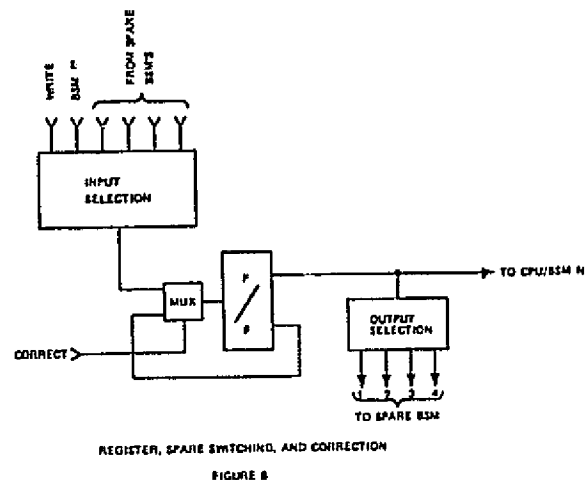 WRITE
BSM N
FROM SPARE
BSM'S
INPUT
SELECTION
MUX
F
/
F
CORRECT
TO CPU/BSM N
OUTPUT
SELECTION
1 2 3 4
TO SPARE BSM
REGISTER, SPARE SWITCHING, AND CORRECTION
FIGURE